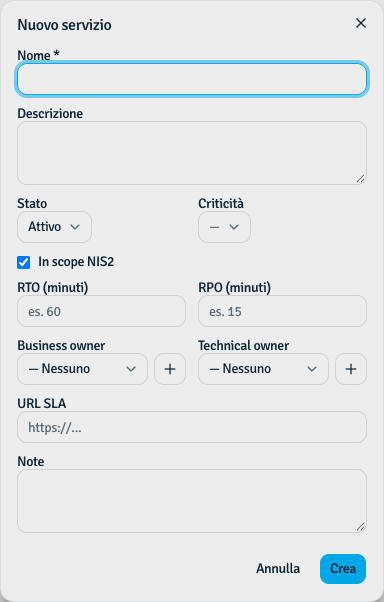 Nuovo servizio
Nome *
Descrizione
Stato Criticità
Attivo —
In scope NIS2
RTO (minuti) RPO (minuti)
es. 60 es. 15
Business owner Technical owner
— Nessuno + — Nessuno +
URL SLA
https://...
Note
Annulla Crea